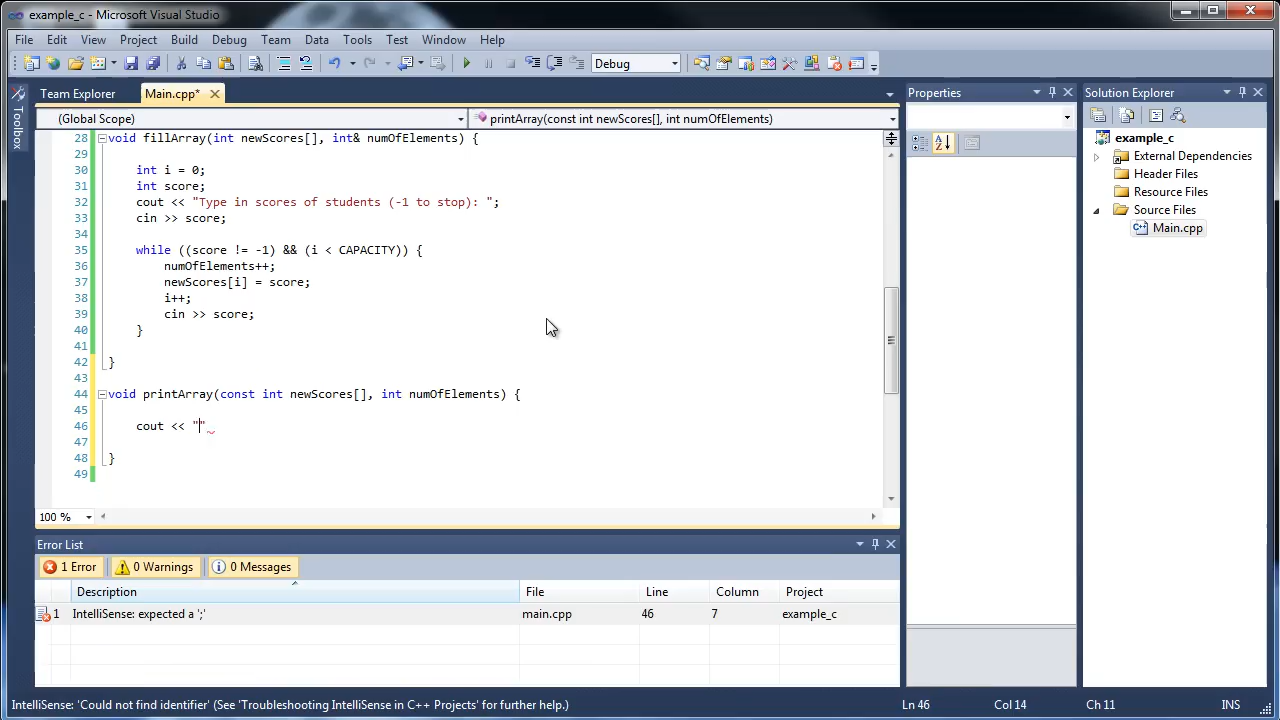 example_c - Microsoft Visual Studio
File Edit View Project Build Debug Team Data Tools Test Window Help
Debug
Toolbox
Team Explorer Main.cpp*
(Global Scope) printArray(const int newScores[], int numOfElements)
28 void fillArray(int newScores[], int& numOfElements) {
29
30 int i = 0;
31 int score;
32 cout << "Type in scores of students (-1 to stop): ";
33 cin >> score;
34
35 while ((score != -1) && (i < CAPACITY)) {
36 numOfElements++;
37 newScores[i] = score;
38 i++;
39 cin >> score;
40 }
41
42 }
43
44 void printArray(const int newScores[], int numOfElements) {
45
46 cout << ""
47
48 }
49
100 %
Properties
Solution Explorer
example_c
External Dependencies
Header Files
Resource Files
Source Files
Main.cpp
Error List
1 Error 0 Warnings 0 Messages
Description File Line Column Project
1 IntelliSense: expected a ';' main.cpp 46 7 example_c
IntelliSense: 'Could not find identifier' (See 'Troubleshooting IntelliSense in C++ Projects' for further help.) Ln 46 Col 14 Ch 11 INS